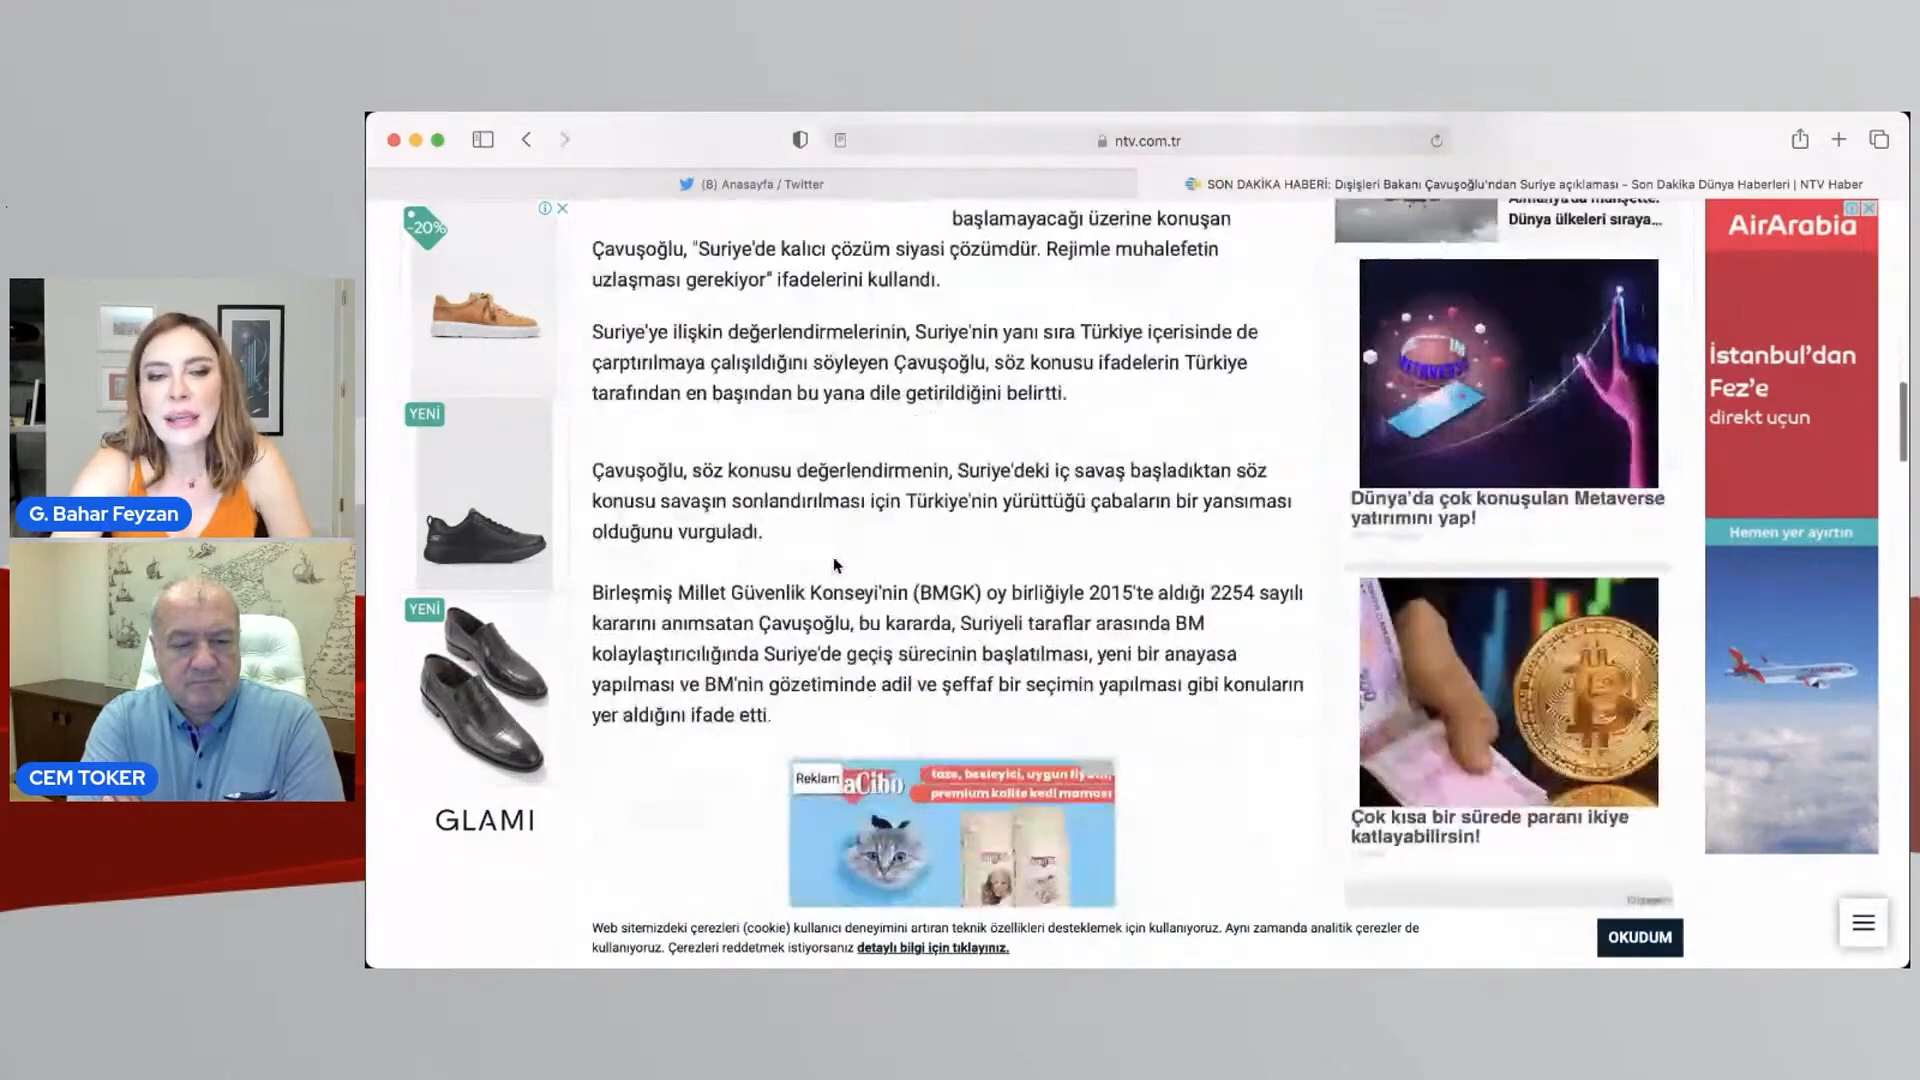 ntv.com.tr
(8) Anasayfa / Twitter
SON DAKİKA HABERİ: Dışişleri Bakanı Çavuşoğlu'ndan Suriye açıklaması - Son Dakika Dünya Haberleri | NTV Haber
G. Bahar Feyzan
CEM TOKER
-20%
YENİ
YENİ
GLAMI
başlamayacağı üzerine konuşan
Çavuşoğlu, "Suriye'de kalıcı çözüm siyasi çözümdür. Rejimle muhalefetin
uzlaşması gerekiyor" ifadelerini kullandı.
Suriye'ye ilişkin değerlendirmelerinin, Suriye'nin yanı sıra Türkiye içerisinde de
çarptırılmaya çalışıldığını söyleyen Çavuşoğlu, söz konusu ifadelerin Türkiye
tarafından en başından bu yana dile getirildiğini belirtti.
Çavuşoğlu, söz konusu değerlendirmenin, Suriye'deki iç savaş başladıktan söz
konusu savaşın sonlandırılması için Türkiye'nin yürüttüğü çabaların bir yansıması
olduğunu vurguladı.
Birleşmiş Millet Güvenlik Konseyi'nin (BMGK) oy birliğiyle 2015'te aldığı 2254 sayılı
kararını anımsatan Çavuşoğlu, bu kararda, Suriyeli taraflar arasında BM
kolaylaştırıcılığında Suriye'de geçiş sürecinin başlatılması, yeni bir anayasa
yapılması ve BM'nin gözetiminde adil ve şeffaf bir seçimin yapılması gibi konuların
yer aldığını ifade etti.
Reklam
aCibo
taze, besleyici, uygun
premium kalite kedi maması
Dünya ülkeleri sıraya...
Dünya'da çok konuşulan Metaverse
yatırımını yap!
Çok kısa bir sürede paranı ikiye
katlayabilirsin!
AirArabia
İstanbul'dan
Fez'e
direkt uçun
Hemen yer ayırtın
Web sitemizdeki çerezleri (cookie) kullanıcı deneyimini artıran teknik özellikleri desteklemek için kullanıyoruz. Aynı zamanda analitik çerezler de
kullanıyoruz. Çerezleri reddetmek istiyorsanız detaylı bilgi için tıklayınız.
OKUDUM